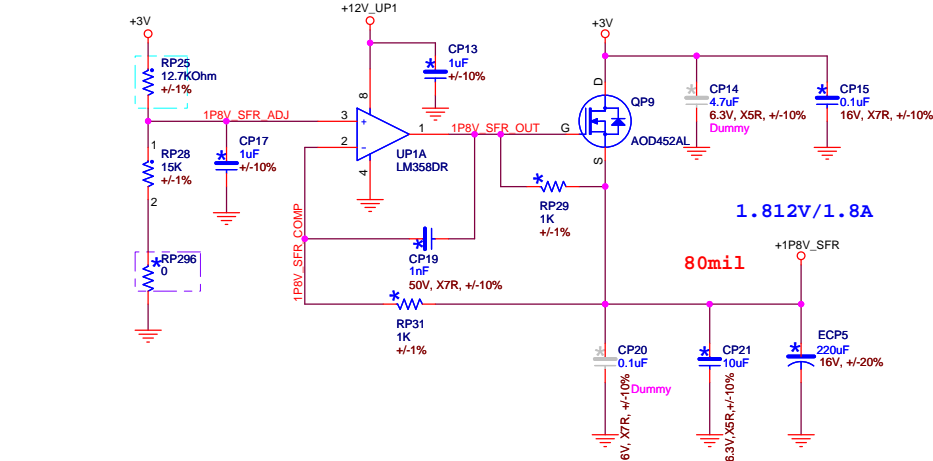 +3V
RP25
12.7KOhm
+/-1%
1P8V_SFR_ADJ
1
RP28
15K
+/-1%
2
RP296
0
CP17
1uF
+/-10%
+12V_UP1
CP13
1uF
+/-10%
8
3
+
2
-
1
4
UP1A
LM358DR
1P8V_SFR_OUT
1P8V_SFR_COMP
CP19
1nF
50V, X7R, +/-10%
RP31
1K
+/-1%
RP29
1K
+/-1%
+3V
D
QP9
G
AOD452AL
S
CP14
4.7uF
6.3V, X5R, +/-10%
Dummy
CP15
0.1uF
16V, X7R, +/-10%
1.812V/1.8A
+1P8V_SFR
80mil
CP20
0.1uF
6V, X7R, +/-10%
Dummy
CP21
10uF
6.3V,X5R,+/-10%
ECP5
220uF
16V, +/-20%